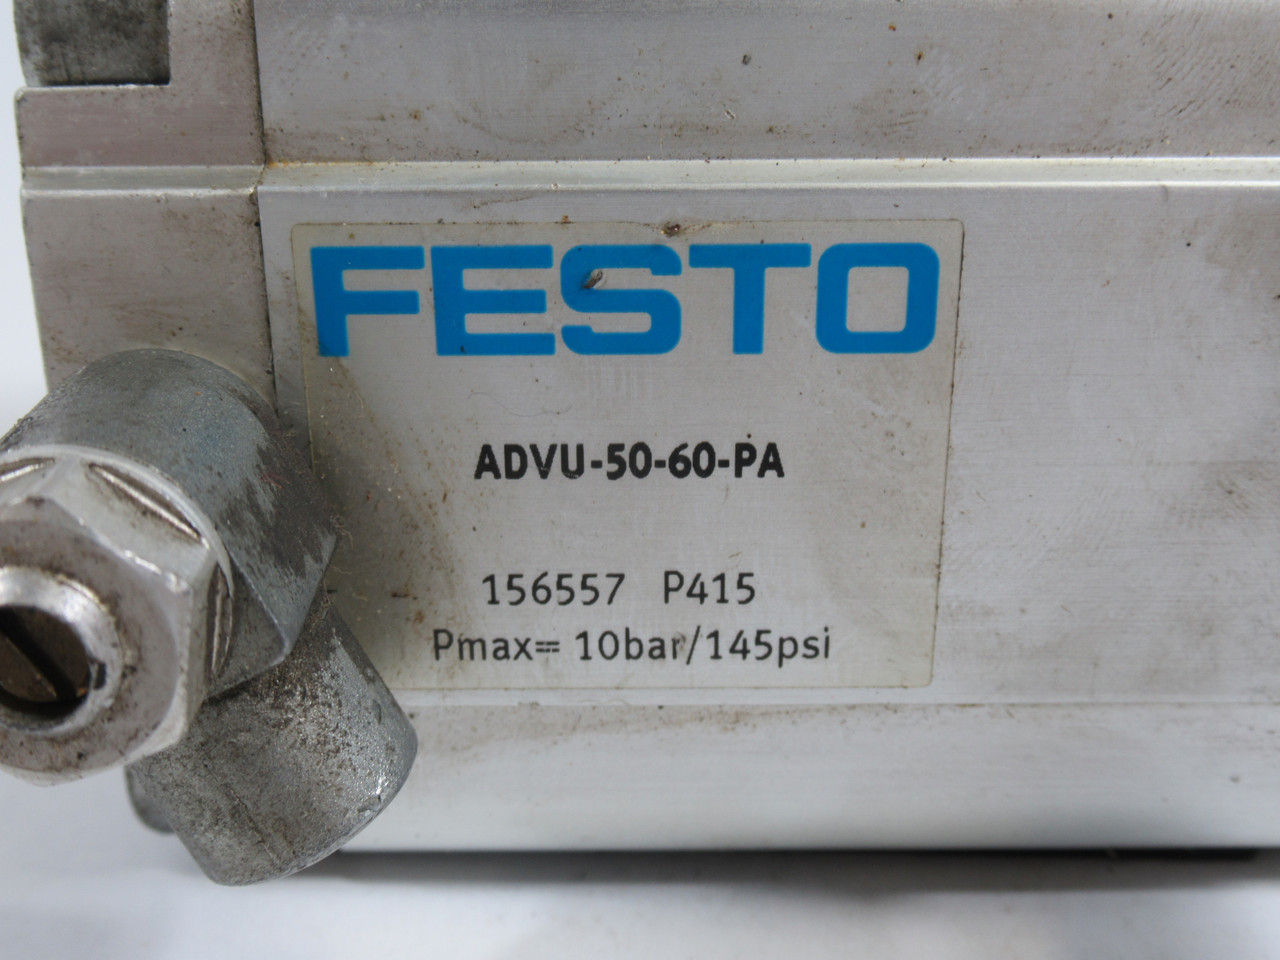 FESTO
ADVU-50-60-PA
156557 P415
Pmax= 10bar/145psi